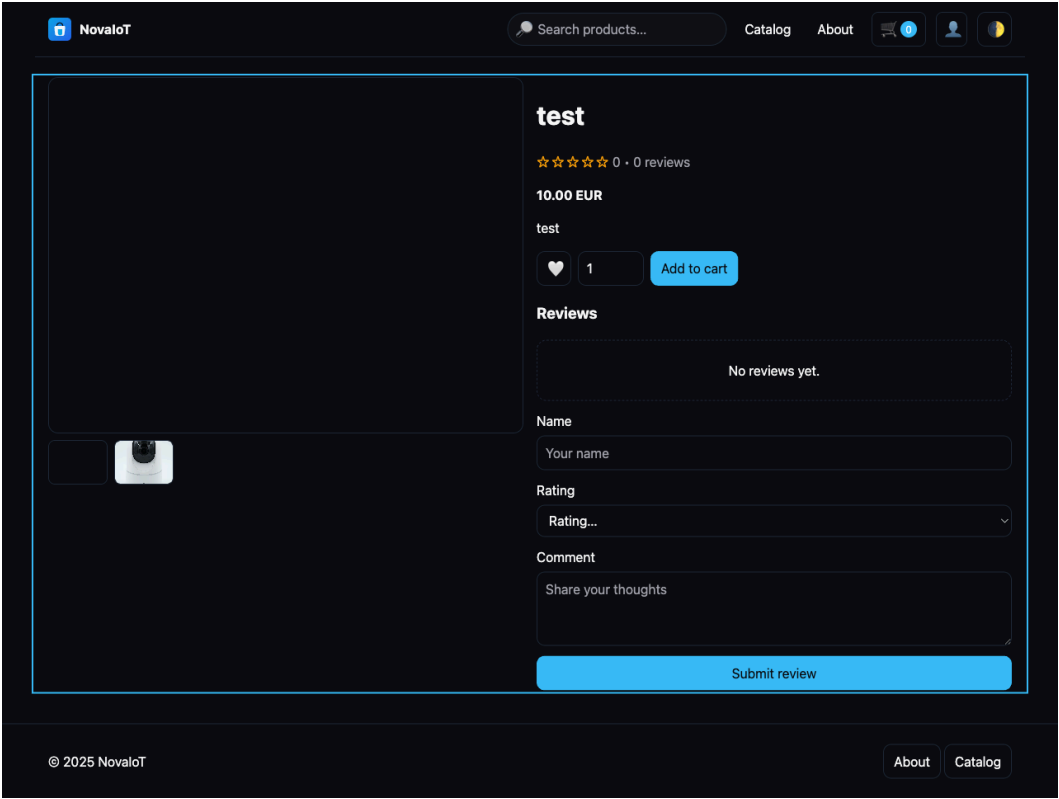 NovaIoT
Search products...
Catalog
About
0
test
0 • 0 reviews
10.00 EUR
test
1
Add to cart
Reviews
No reviews yet.
Name
Your name
Rating
Rating...
Comment
Share your thoughts
Submit review
© 2025 NovaIoT
About
Catalog